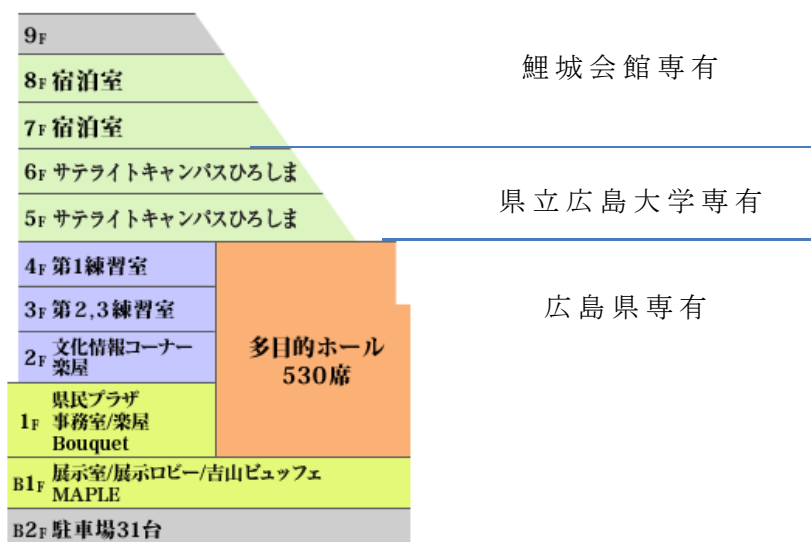 9F
8F 宿泊室
7F 宿泊室
6F サテライトキャンパスひろしま
5F サテライトキャンパスひろしま
4F 第1練習室
3F 第2,3練習室
2F 文化情報コーナー
楽屋
多目的ホール
530席
1F 県民プラザ
事務室/楽屋
Bouquet
B1F 展示室/展示ロビー/吉山ビュッフェ
MAPLE
B2F 駐車場31台
鯉城会館専有
県立広島大学専有
広島県専有